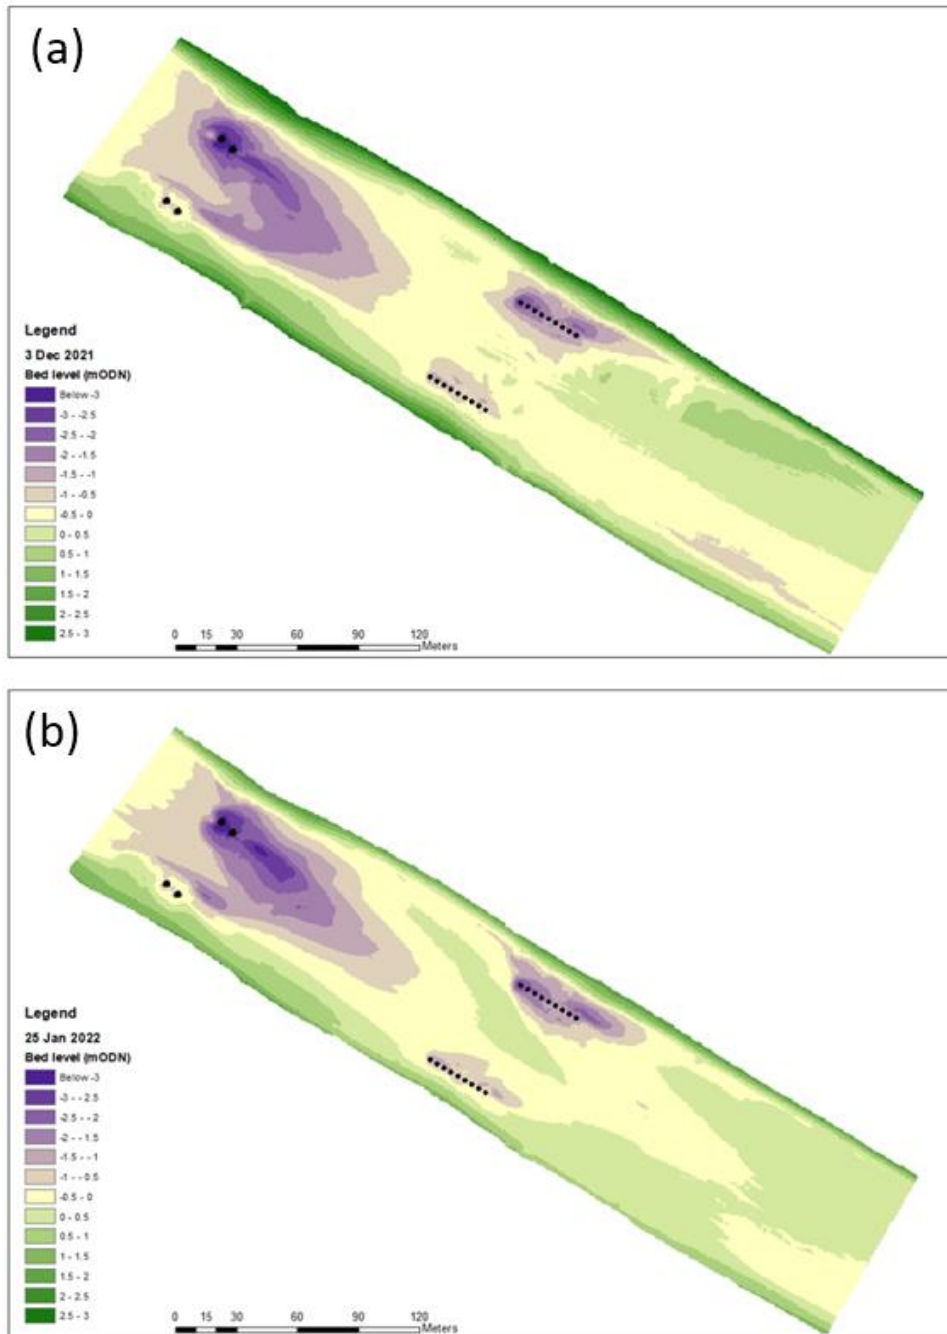 (a)
Legend
3 Dec 2021
Bed level (mODN)
Below -3
-3 - -2.5
-2.5 - -2
-2 - -1.5
-1.5 - -1
-1 - -0.5
-0.5 - 0
0 - 0.5
0.5 - 1
1 - 1.5
1.5 - 2
2 - 2.5
2.5 - 3
0 15 30 60 90 120
Meters
(b)
Legend
25 Jan 2022
Bed level (mODN)
Below -3
-3 - -2.5
-2.5 - -2
-2 - -1.5
-1.5 - -1
-1 - -0.5
-0.5 - 0
0 - 0.5
0.5 - 1
1 - 1.5
1.5 - 2
2 - 2.5
2.5 - 3
0 15 30 60 90 120
Meters